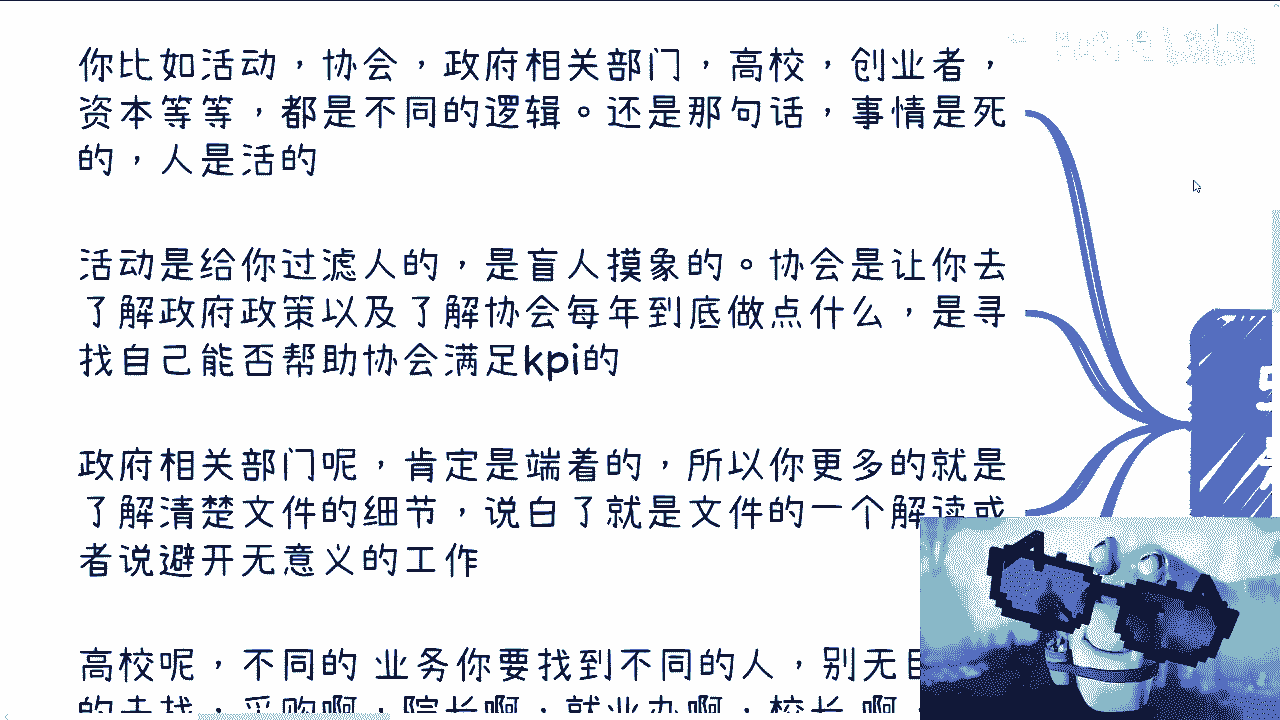 你比如活动，协会，政府相关部门，高校，创业者，
资本等等，都是不同的逻辑。还是那句话，事情是死
的，人是活的
活动是给你过滤人的，是盲人摸象的。协会是让你去
了解政府政策以及了解协会每年到底做点什么，是寻
找自己能否帮助协会满足kpi的
政府相关部门呢，肯定是端着的，所以你更多的就是
了解清楚文件的细节，说白了就是文件的一个解读或
者说避开无意义的工作
高校呢，不同的 业务你要找到不同的人，别无目
的去找，采购啊，院长啊，就业办啊，校长 啊，